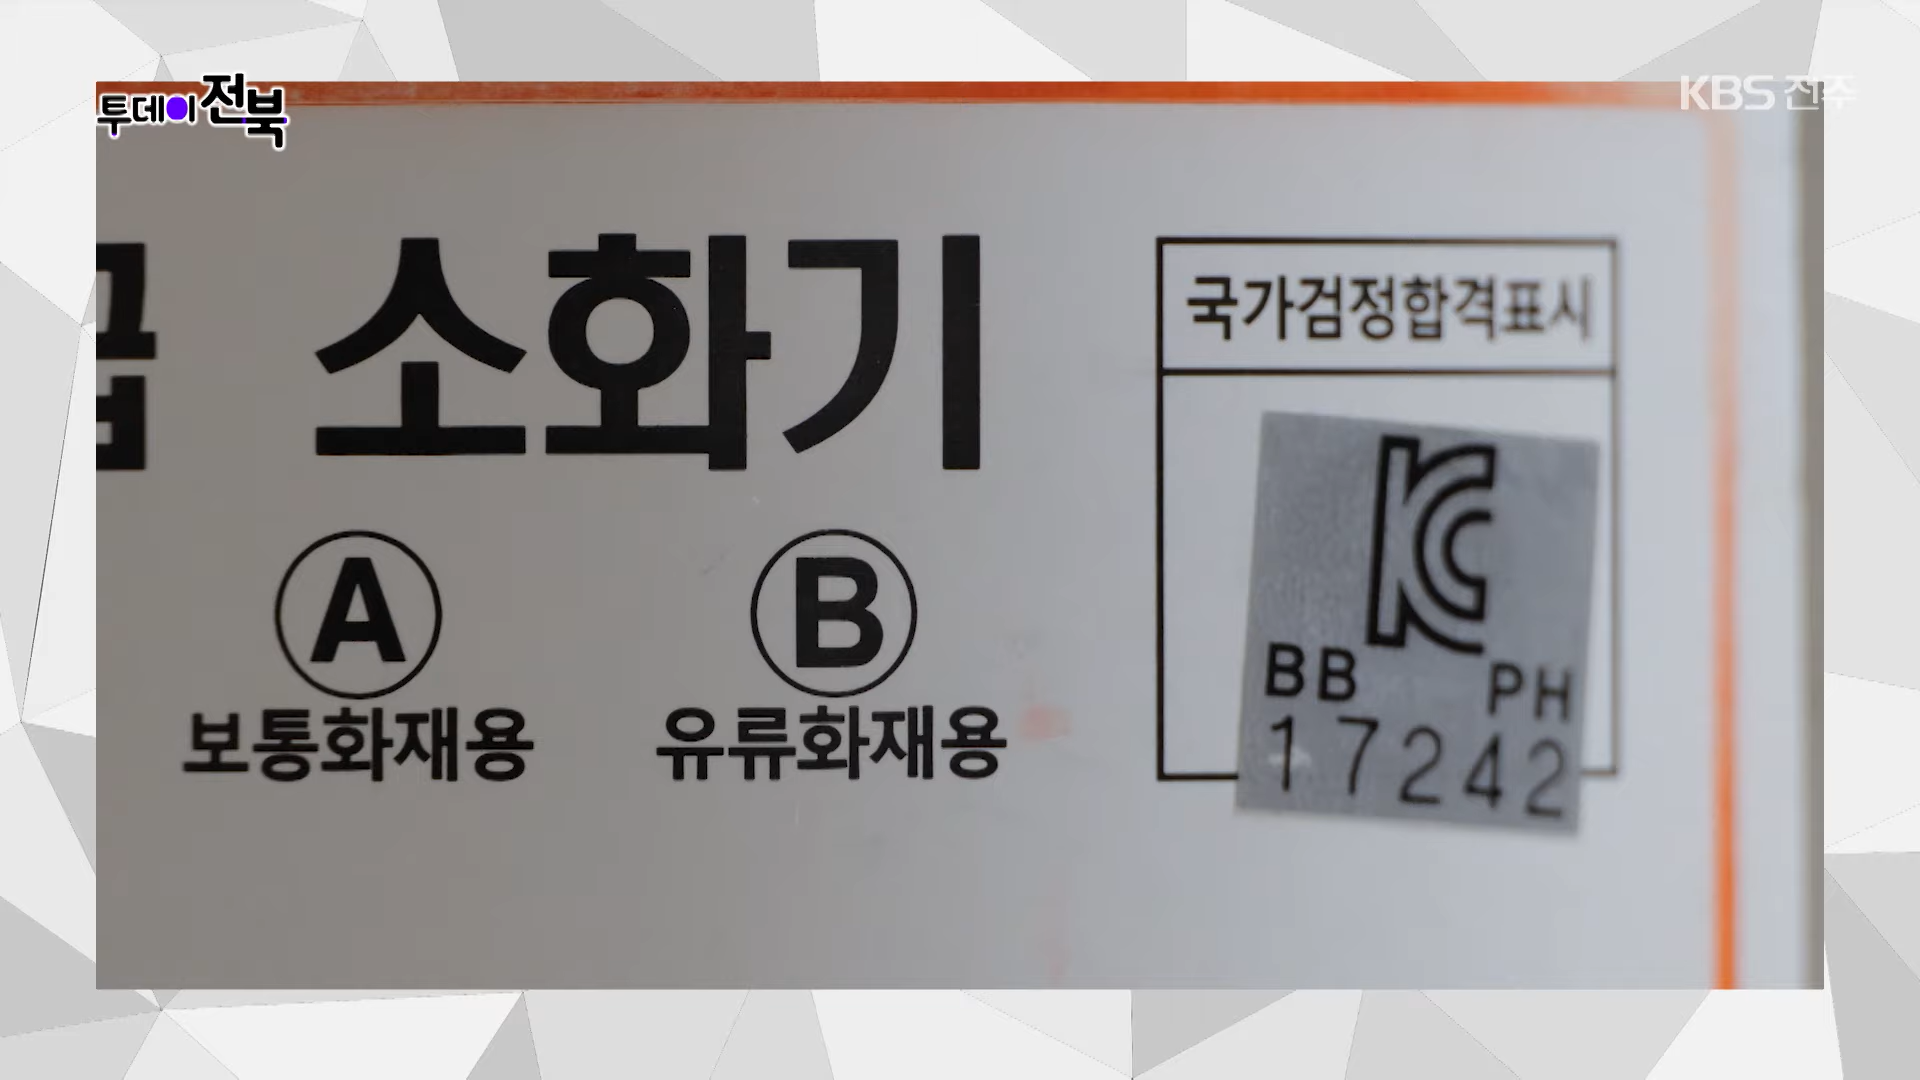 투데이 전북
KBS 전주
급 소화기
국가검정합격표시
A
B
보통화재용
유류화재용
KC
BB PH
17242